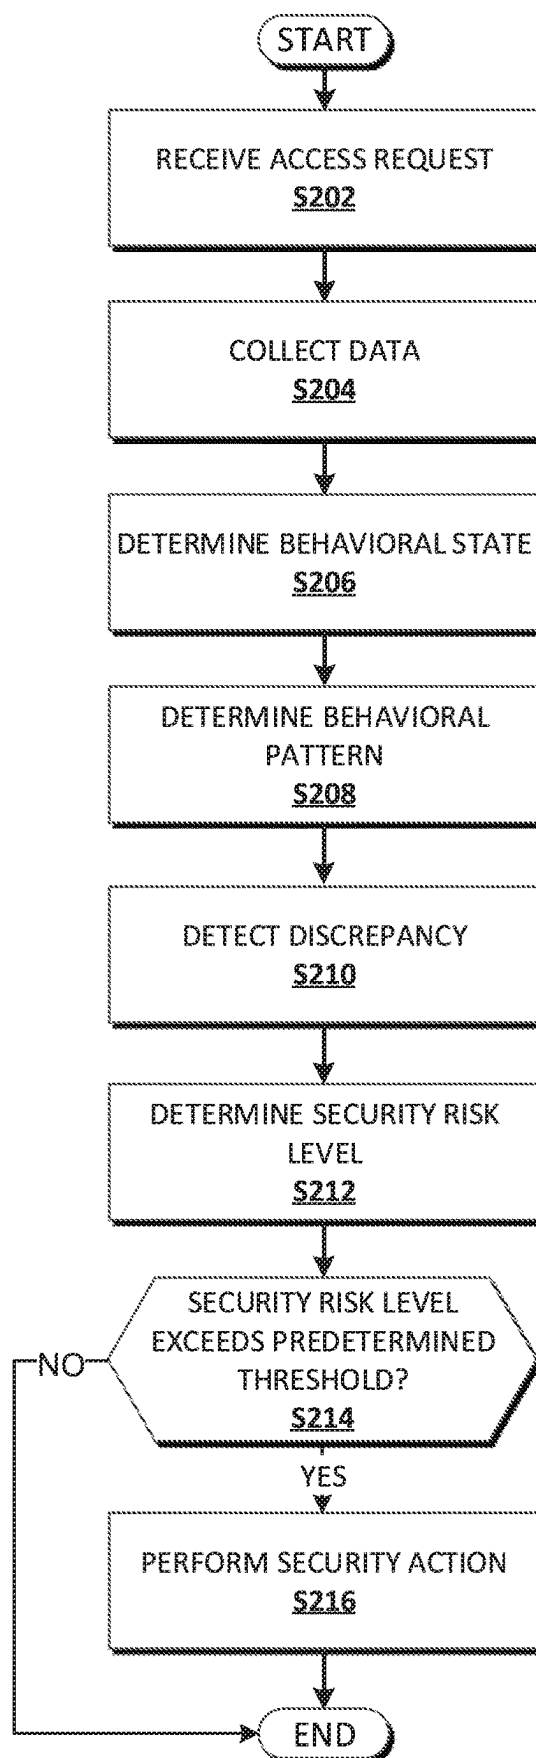 START
RECEIVE ACCESS REQUEST
S202
COLLECT DATA
S204
DETERMINE BEHAVIORAL STATE
S206
DETERMINE BEHAVIORAL
PATTERN
S208
DETECT DISCREPANCY
S210
DETERMINE SECURITY RISK
LEVEL
S212
SECURITY RISK LEVEL
EXCEEDS PREDETERMINED
THRESHOLD?
S214
NO
YES
PERFORM SECURITY ACTION
S216
END